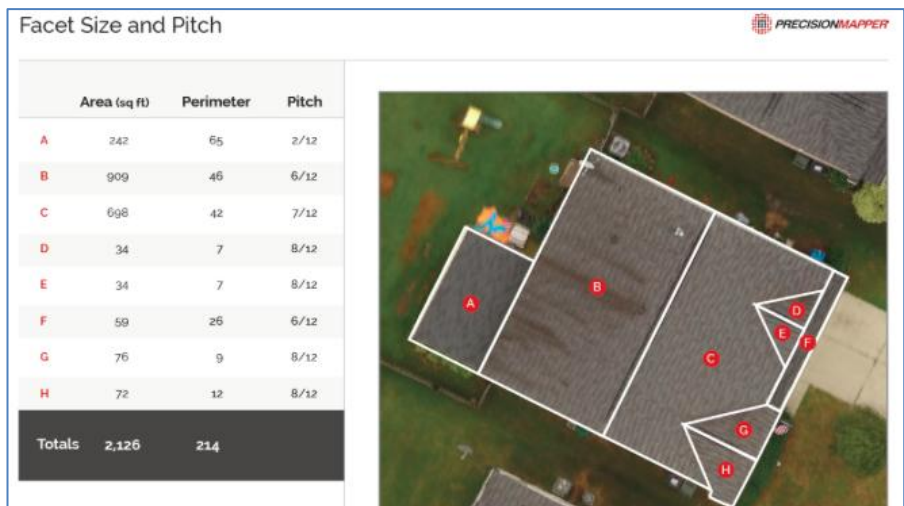 Facet Size and Pitch
PRECISIONMAPPER
Area (sq ft) Perimeter Pitch
A 242 65 2/12
B 909 46 6/12
C 698 42 7/12
D 34 7 8/12
E 34 7 8/12
F 59 26 6/12
G 76 9 8/12
H 72 12 8/12
Totals 2,126 214
A
B
C
D
E
F
G
H